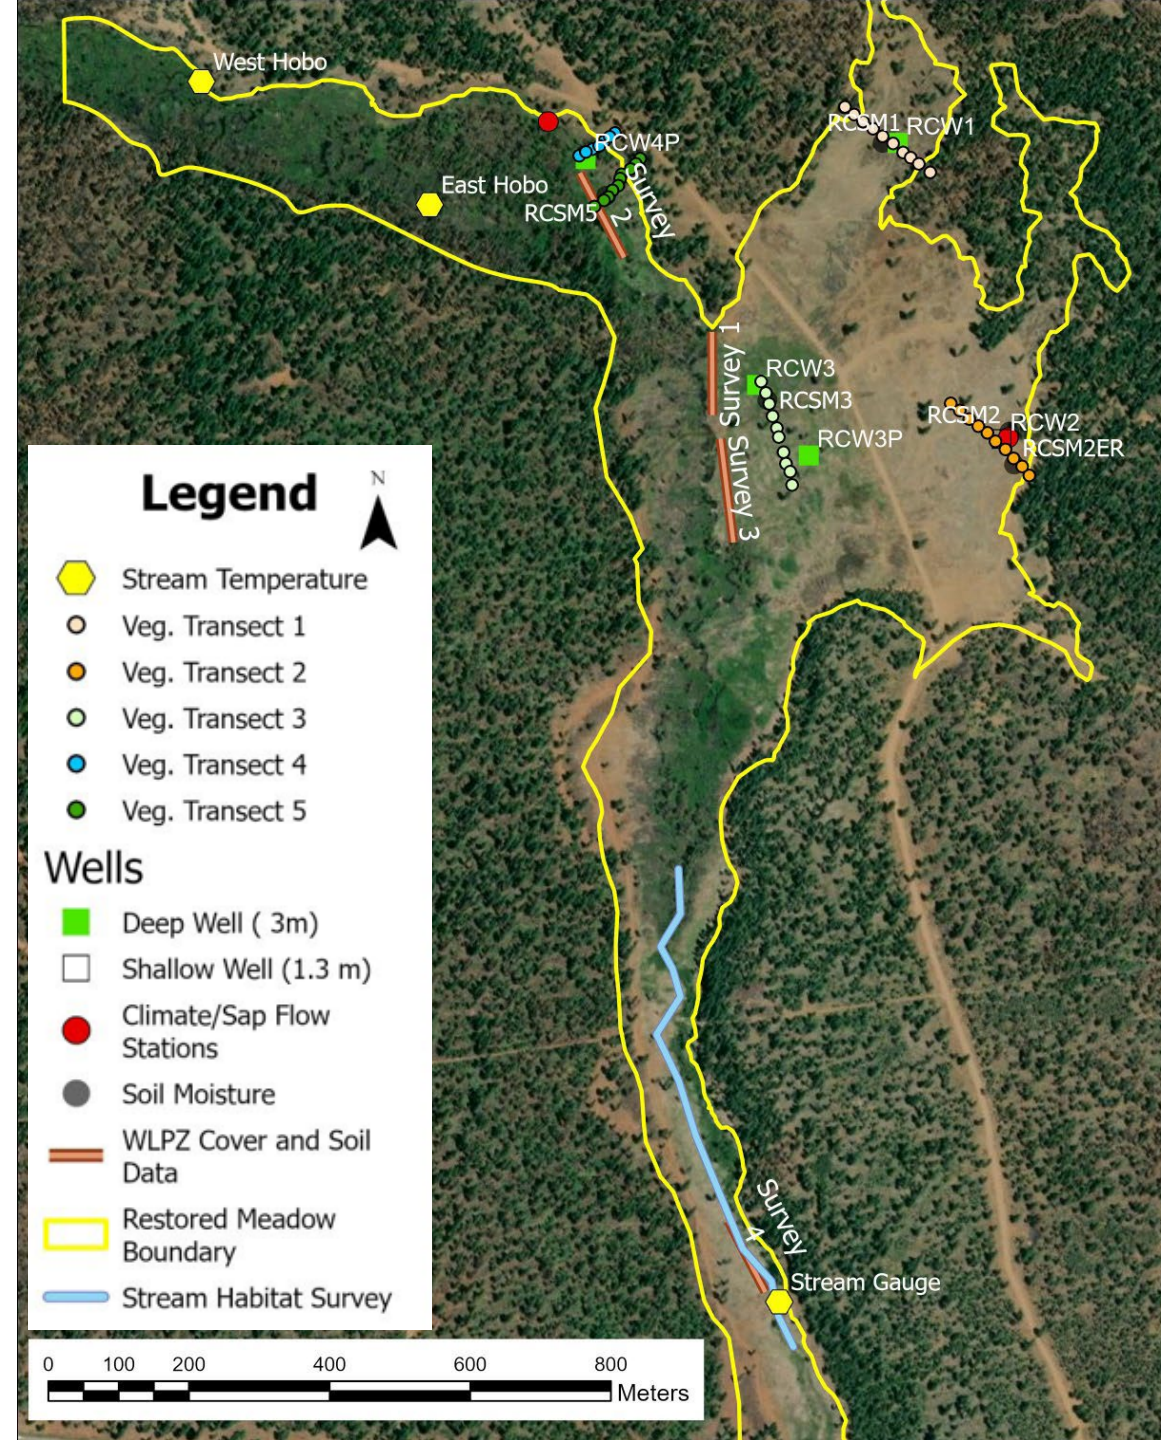 West Hobo
RCSM1
RCW1
RCW4P
East Hobo
RCSM5
Survey
2
Survey 1
RCW3
RCSM3
RCSM2
RCW2
RCW3P
RCSM2ER
Survey 3
S
Legend
N
Stream Temperature
Veg. Transect 1
Veg. Transect 2
Veg. Transect 3
Veg. Transect 4
Veg. Transect 5
Wells
Deep Well ( 3m)
Shallow Well (1.3 m)
Climate/Sap Flow
Stations
Soil Moisture
WLPZ Cover and Soil
Data
Restored Meadow
Boundary
Stream Habitat Survey
Survey
4
Stream Gauge
0 100 200 400 600 800
Meters